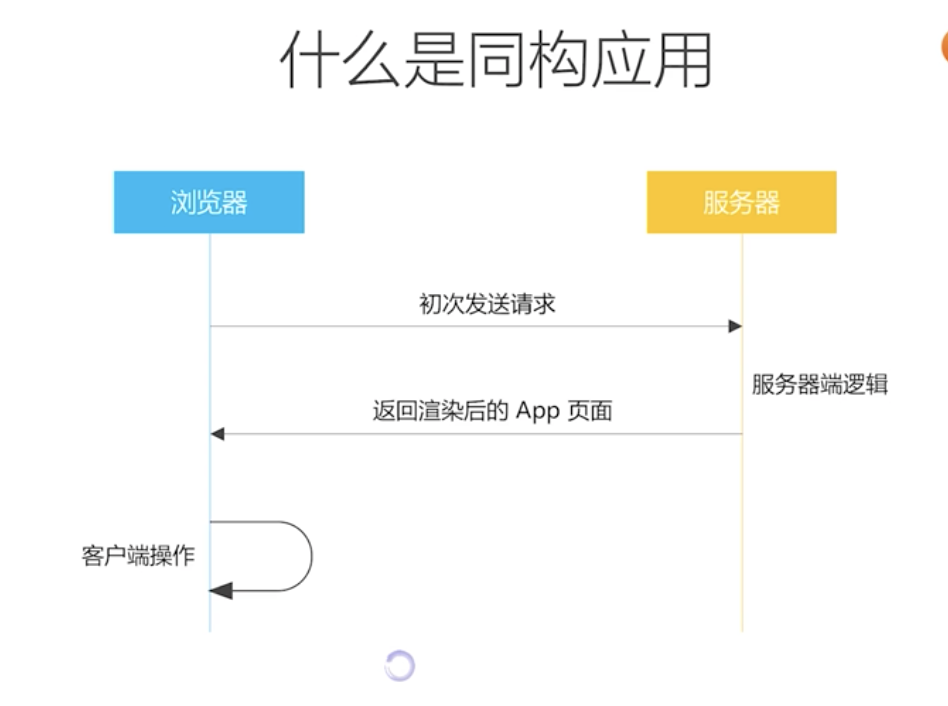 什么是同构应用
浏览器
服务器
初次发送请求
服务器端逻辑
返回渲染后的 App 页面
客户端操作